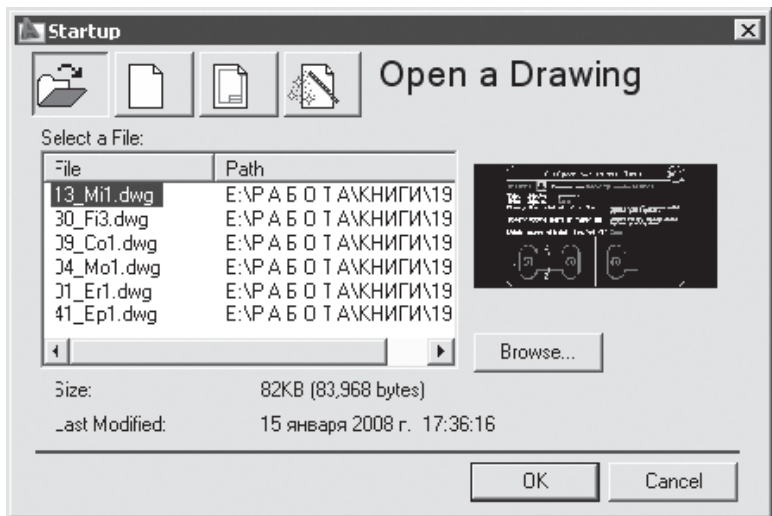 Startup
Open a Drawing
Select a File:
File Path
13_Mi1.dwg E:\Р А Б О Т А\КНИГИ\19
30_Fi3.dwg E:\Р А Б О Т А\КНИГИ\19
09_Co1.dwg E:\Р А Б О Т А\КНИГИ\19
04_Mo1.dwg E:\Р А Б О Т А\КНИГИ\19
01_Er1.dwg E:\Р А Б О Т А\КНИГИ\19
41_Ep1.dwg E:\Р А Б О Т А\КНИГИ\19
Browse...
Size: 82KB (83,968 bytes)
Last Modified: 15 января 2008 г. 17:36:16
OK Cancel